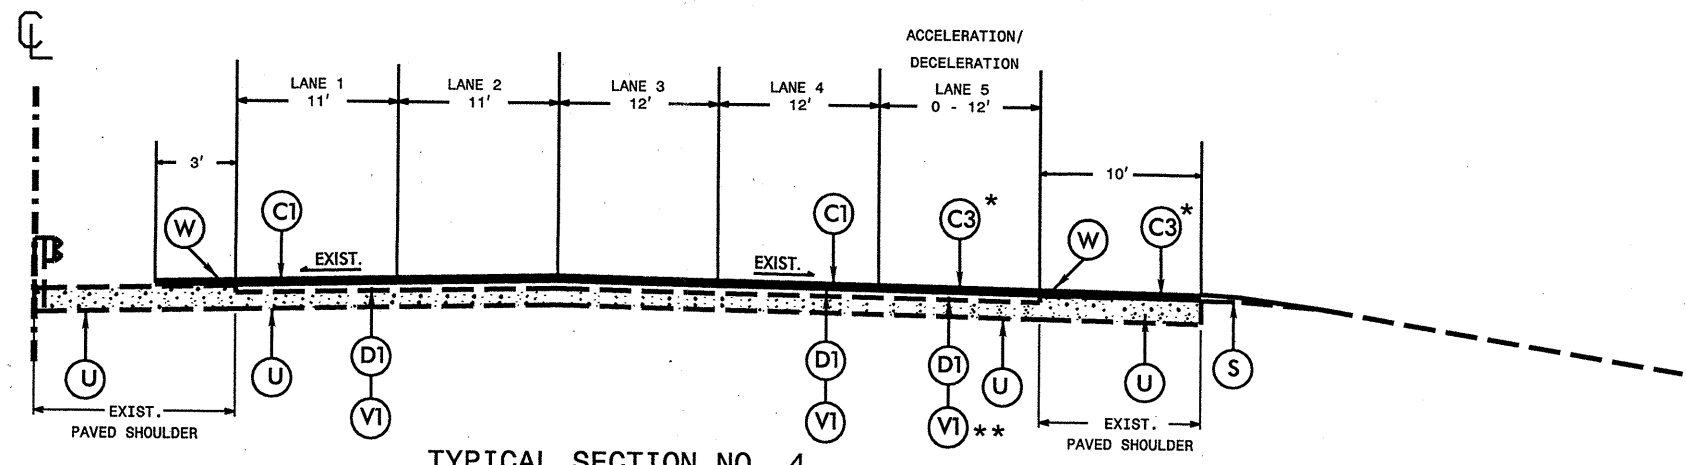 CL
ACCELERATION/
DECELERATION
LANE 1
11'
LANE 2
11'
LANE 3
12'
LANE 4
12'
LANE 5
0 - 12'
3'
10'
W
C1
C1
C3 *
W
C3 *
EXIST.
EXIST.
U
U
D1
V1
D1
V1
D1
V1 **
U
U
S
EXIST.
PAVED SHOULDER
EXIST.
PAVED SHOULDER
TYPICAL SECTION NO. 4